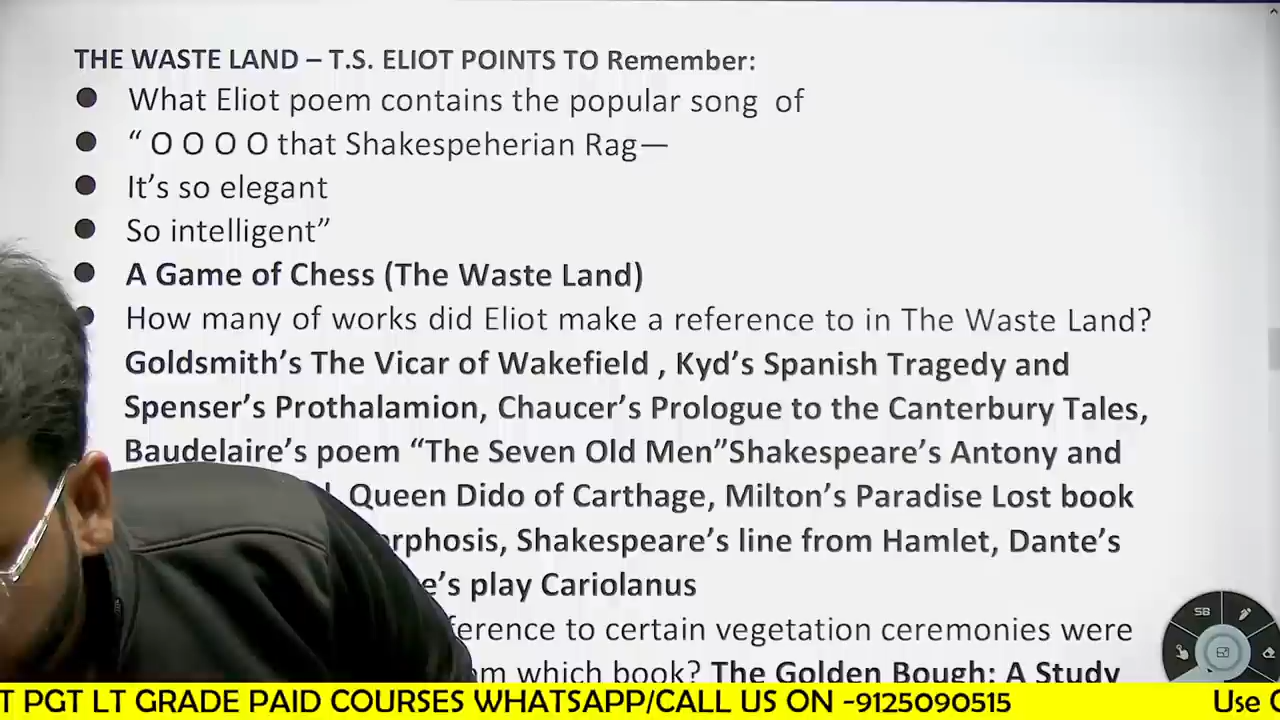 THE WASTE LAND – T.S. ELIOT POINTS TO Remember:
● What Eliot poem contains the popular song of
● “ O O O O that Shakespeherian Rag—
● It’s so elegant
● So intelligent”
● A Game of Chess (The Waste Land)
● How many of works did Eliot make a reference to in The Waste Land?
Goldsmith’s The Vicar of Wakefield , Kyd’s Spanish Tragedy and
Spenser’s Prothalamion, Chaucer’s Prologue to the Canterbury Tales,
Baudelaire’s poem “The Seven Old Men”Shakespeare’s Antony and
Queen Dido of Carthage, Milton’s Paradise Lost book
Shakespeare’s line from Hamlet, Dante’s
play Cariolanus
to certain vegetation ceremonies were
which book? The Golden Bough: A Study
SB
T PGT LT GRADE PAID COURSES WHATSAPP/CALL US ON -9125090515 Use